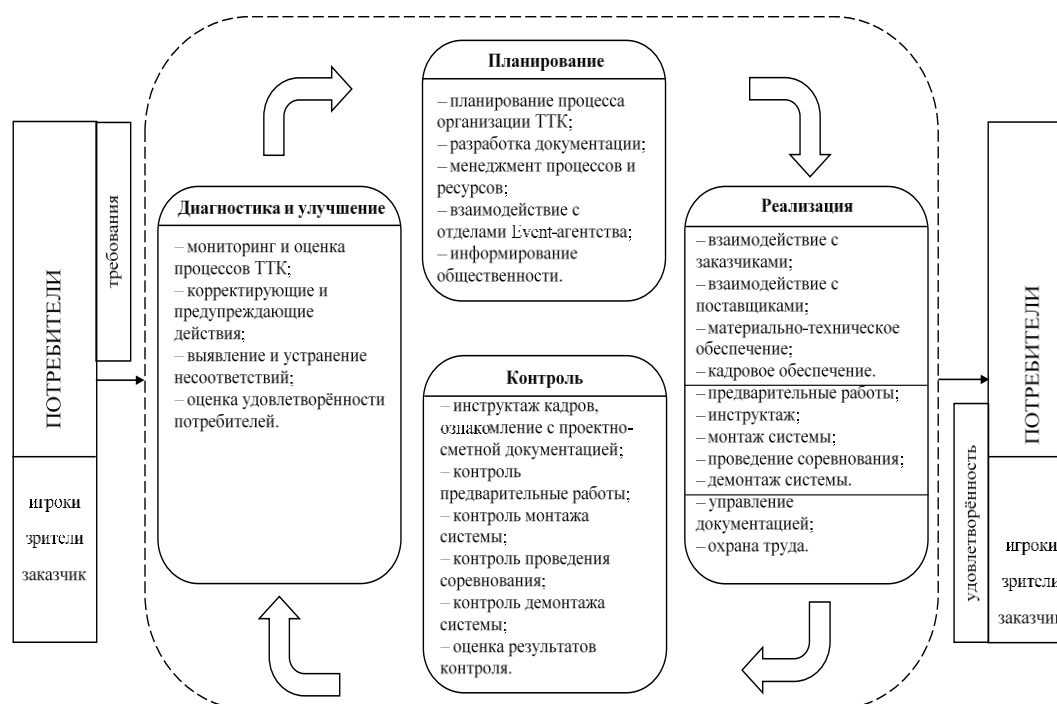 ПОТРЕБИТЕЛИ
игроки
зрители
заказчик
требования
Диагностика и улучшение
– мониторинг и оценка
процессов ТТК;
– корректирующие и
предупреждающие
действия;
– выявление и устранение
несоответствий;
– оценка удовлетворённости
потребителей.
Планирование
– планирование процесса
организации ТТК;
– разработка документации;
– менеджмент процессов и
ресурсов;
– взаимодействие с
отделами Event-агентства;
– информирование
общественности.
Контроль
– инструктаж кадров,
ознакомление с проектно-
сметной документацией;
– контроль
предварительные работы;
– контроль монтажа
системы;
– контроль проведения
соревнования;
– контроль демонтажа
системы;
– оценка результатов
контроля.
Реализация
– взаимодействие с
заказчиками;
– взаимодействие с
поставщиками;
– материально-техническое
обеспечение;
– кадровое обеспечение.
– предварительные работы;
– инструктаж;
– монтаж системы;
– проведение соревнования;
– демонтаж системы.
– управление
документацией;
– охрана труда.
удовлетворённость
ПОТРЕБИТЕЛИ
игроки
зрители
заказчик